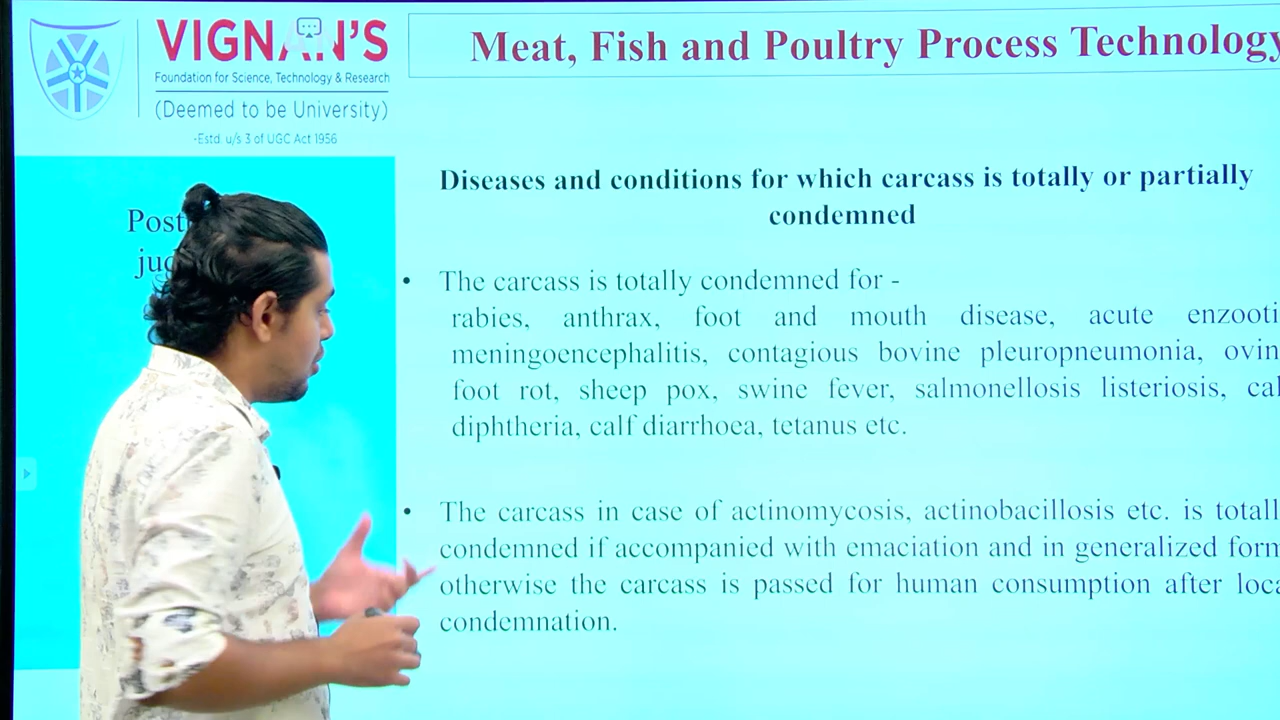 VIGNAN'S
Foundation for Science, Technology & Research
(Deemed to be University)
-Estd. u/s 3 of UGC Act 1956
Meat, Fish and Poultry Process Technology
Post
Diseases and conditions for which carcass is totally or partially
condemned
• The carcass is totally condemned for -
rabies, anthrax, foot and mouth disease, acute enzooti
meningoencephalitis, contagious bovine pleuropneumonia, ovin
foot rot, sheep pox, swine fever, salmonellosis listeriosis, cal
diphtheria, calf diarrhoea, tetanus etc.
• The carcass in case of actinomycosis, actinobacillosis etc. is totall
condemned if accompanied with emaciation and in generalized form
otherwise the carcass is passed for human consumption after loca
condemnation.